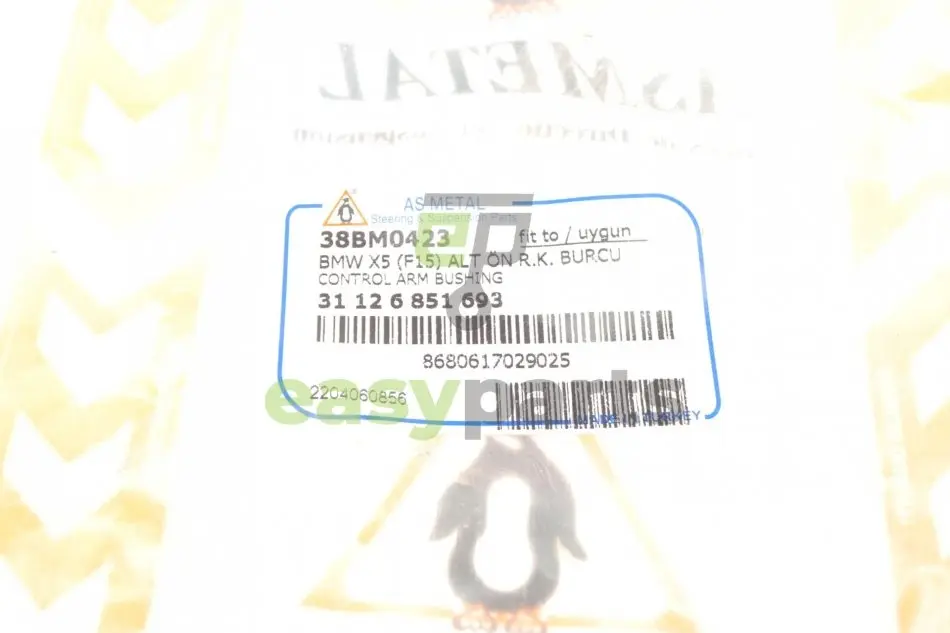 AS METAL
Steering & Suspension Parts
38BM0423 fit to / uygun
BMW X5 (F15) ALT ÖN R.K. BURCU
CONTROL ARM BUSHING
31 12 6 851 693
8680617029025
2204060856
MADE IN TURKEY
easyparts